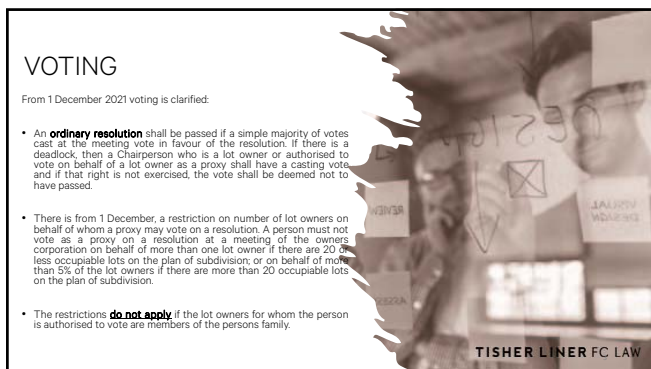 VOTING
From 1 December 2021 voting is clarified:
• An ordinary resolution shall be passed if a simple majority of votes
cast at the meeting vote in favour of the resolution. If there is a
deadlock, then a Chairperson who is a lot owner or authorised to
vote on behalf of a lot owner as a proxy shall have a casting vote
and if that right is not exercised, the vote shall be deemed not to
have passed.
• There is from 1 December, a restriction on number of lot owners on
behalf of whom a proxy may vote on a resolution. A person must not
vote as a proxy on a resolution at a meeting of the owners
corporation on behalf of more than one lot owner if there are 20 or
less occupiable lots on the plan of subdivision; or on behalf of more
than 5% of the lot owners if there are more than 20 occupiable lots
on the plan of subdivision.
• The restrictions do not apply if the lot owners for whom the person
is authorised to vote are members of the persons family.
DESIGN
REVIEW
VISUAL
DESIGN
ASSESS
TISHER LINER FC LAW